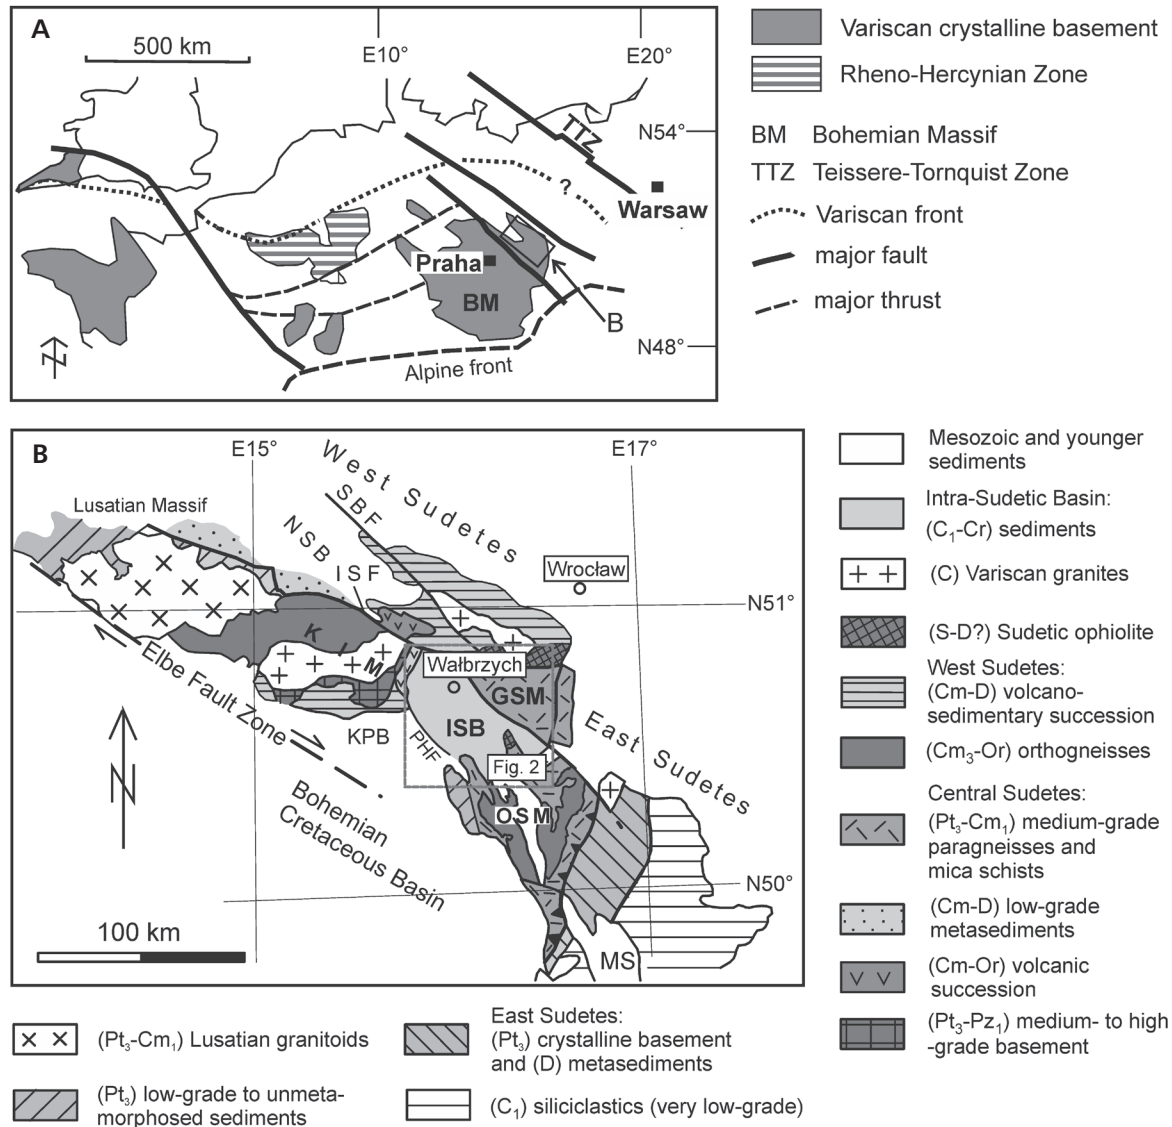 A
500 km
E10°
E20°
N54°
TTZ
?
Warsaw
Praha
BM
B
N48°
Alpine front
N
Variscan crystalline basement
Rheno-Hercynian Zone
BM Bohemian Massif
TTZ Teissere-Tornquist Zone
Variscan front
major fault
major thrust
B
E15°
E17°
West Sudetes
SBF
Lusatian Massif
NSB
ISF
Wrocław
N51°
KIM
Wałbrzych
Elbe Fault Zone
GSM
ISB
KPB
PHF
East Sudetes
Fig. 2
N
OSM
Bohemian
Cretaceous Basin
N50°
100 km
MS
Mesozoic and younger
sediments
Intra-Sudetic Basin:
(C₁-Cr) sediments
(C) Variscan granites
(S-D?) Sudetic ophiolite
West Sudetes:
(Cm-D) volcano-
sedimentary succession
(Cm₃-Or) orthogneisses
Central Sudetes:
(Pt₃-Cm₁) medium-grade
paragneisses and
mica schists
(Cm-D) low-grade
metasediments
(Cm-Or) volcanic
succession
(Pt₃-Pz₁) medium- to high
-grade basement
(Pt₃-Cm₁) Lusatian granitoids
(Pt₃) low-grade to unmeta-
morphosed sediments
East Sudetes:
(Pt₃) crystalline basement
and (D) metasediments
(C₁) siliciclastics (very low-grade)